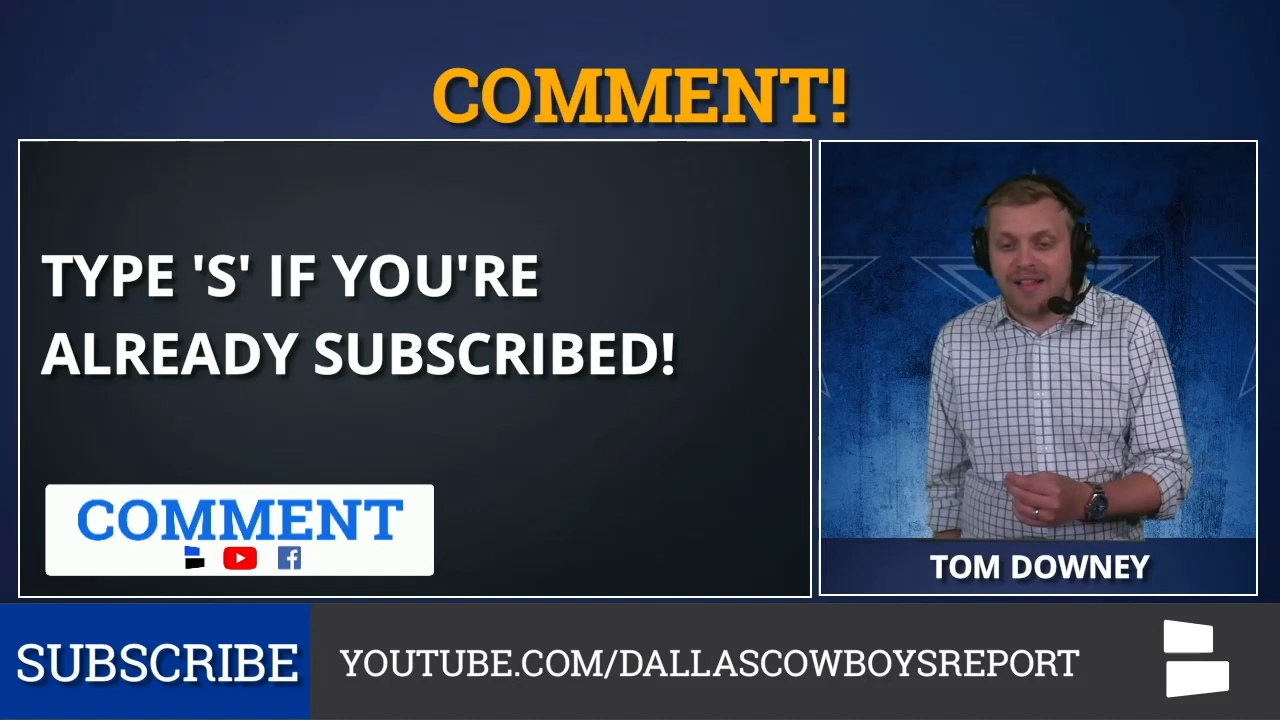 COMMENT!
TYPE 'S' IF YOU'RE
ALREADY SUBSCRIBED!
COMMENT
TOM DOWNEY
SUBSCRIBE
YOUTUBE.COM/DALLASCOWBOYSREPORT